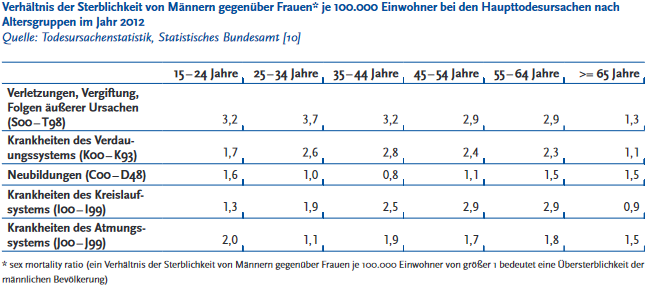 Verhältnis der Sterblichkeit von Männern gegenüber Frauen* je 100.000 Einwohner bei den Haupttodesursachen nach
Altersgruppen im Jahr 2012
Quelle: Todesursachenstatistik, Statistisches Bundesamt [10]
15–24 Jahre 25–34 Jahre 35–44 Jahre 45–54 Jahre 55–64 Jahre >= 65 Jahre
Verletzungen, Vergiftung,
Folgen äußerer Ursachen
(S00–T98) 3,2 3,7 3,2 2,9 2,9 1,3
Krankheiten des Verdau-
ungssystems (K00–K93) 1,7 2,6 2,8 2,4 2,3 1,1
Neubildungen (C00–D48) 1,6 1,0 0,8 1,1 1,5 1,5
Krankheiten des Kreislauf-
systems (I00–I99) 1,3 1,9 2,5 2,9 2,9 0,9
Krankheiten des Atmungs-
systems (J00–J99) 2,0 1,1 1,9 1,7 1,8 1,5
* sex mortality ratio (ein Verhältnis der Sterblichkeit von Männern gegenüber Frauen je 100.000 Einwohner von größer 1 bedeutet eine Übersterblichkeit der
männlichen Bevölkerung)